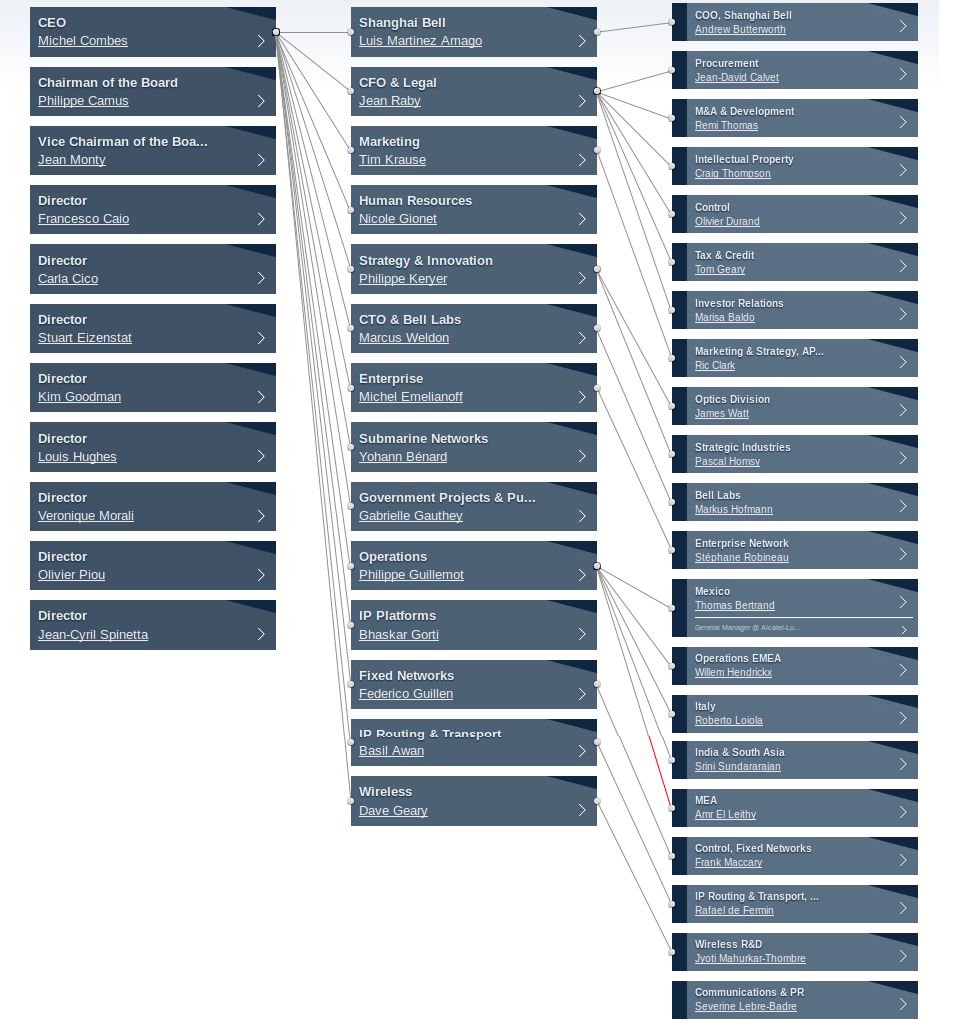 CEO
Michel Combes
Chairman of the Board
Philippe Camus
Vice Chairman of the Boa...
Jean Monty
Director
Francesco Caio
Director
Carla Cico
Director
Stuart Eizenstat
Director
Kim Goodman
Director
Louis Hughes
Director
Veronique Morali
Director
Olivier Piou
Director
Jean-Cyril Spinetta
Shanghai Bell
Luis Martinez Amago
CFO & Legal
Jean Raby
Marketing
Tim Krause
Human Resources
Nicole Gionet
Strategy & Innovation
Philippe Keryer
CTO & Bell Labs
Marcus Weldon
Enterprise
Michel Emelianoff
Submarine Networks
Yohann Bénard
Government Projects & Pu...
Gabrielle Gauthey
Operations
Philippe Guillemot
IP Platforms
Bhaskar Gorti
Fixed Networks
Federico Guillen
IP Routing & Transport
Basil Awan
Wireless
Dave Geary
COO, Shanghai Bell
Andrew Butterworth
Procurement
Jean-David Calvet
M&A & Development
Remi Thomas
Intellectual Property
Craig Thompson
Control
Olivier Durand
Tax & Credit
Tom Geary
Investor Relations
Marisa Baldo
Marketing & Strategy, AP...
Ric Clark
Optics Division
James Watt
Strategic Industries
Pascal Homsy
Bell Labs
Markus Hofmann
Enterprise Network
Stéphane Robineau
Mexico
Thomas Bertrand
General Manager @ Alcatel-Lu...
Operations EMEA
Willem Hendrickx
Italy
Roberto Loiola
India & South Asia
Srini Sundararajan
MEA
Amr El Leithy
Control, Fixed Networks
Frank Maccary
IP Routing & Transport, ...
Rafael de Fermin
Wireless R&D
Jyoti Mahurkar-Thombre
Communications & PR
Severine Lebre-Badre